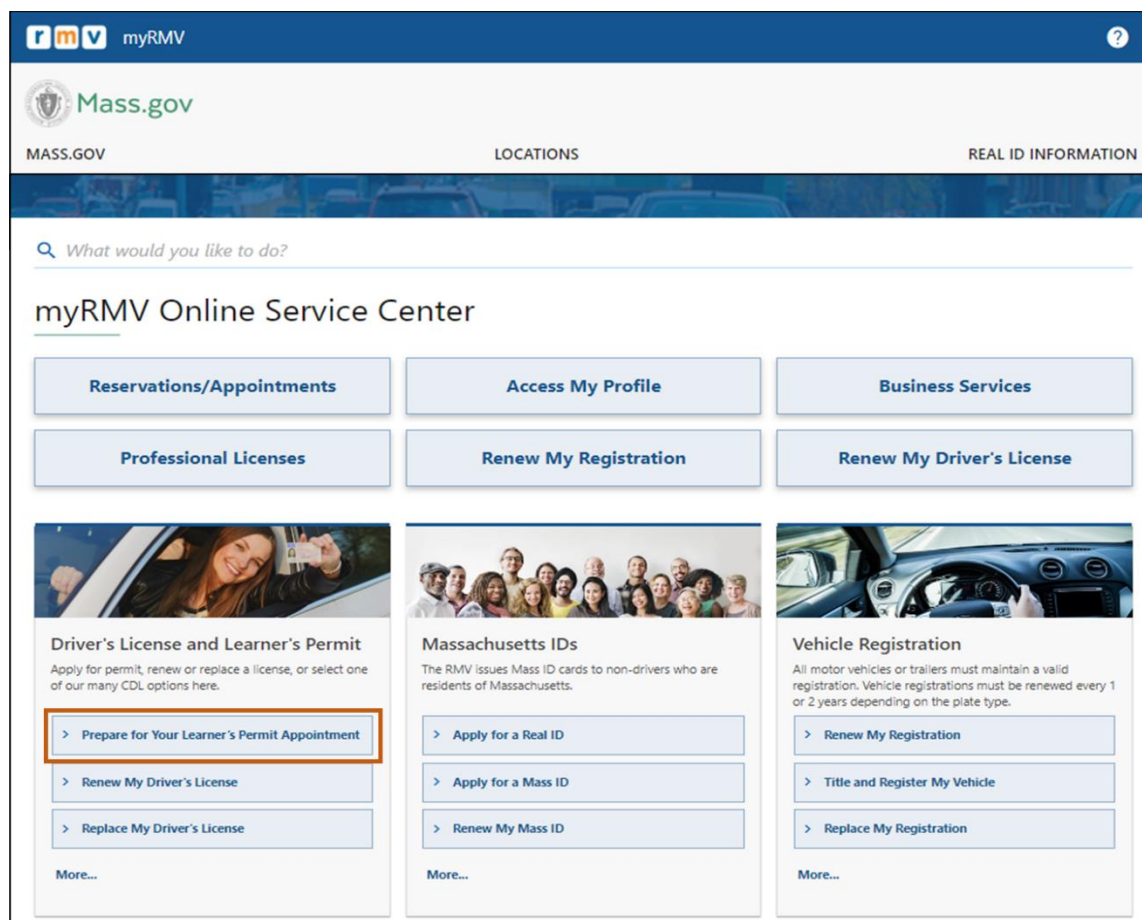 rmv myRMV ?
Mass.gov
MASS.GOV LOCATIONS REAL ID INFORMATION
What would you like to do?
myRMV Online Service Center
Reservations/Appointments Access My Profile Business Services
Professional Licenses Renew My Registration Renew My Driver's License
Driver's License and Learner's Permit
Apply for permit, renew or replace a license, or select one
of our many CDL options here.
> Prepare for Your Learner's Permit Appointment
> Renew My Driver's License
> Replace My Driver's License
More...
Massachusetts IDs
The RMV issues Mass ID cards to non-drivers who are
residents of Massachusetts.
> Apply for a Real ID
> Apply for a Mass ID
> Renew My Mass ID
More...
Vehicle Registration
All motor vehicles or trailers must maintain a valid
registration. Vehicle registrations must be renewed every 1
or 2 years depending on the plate type.
> Renew My Registration
> Title and Register My Vehicle
> Replace My Registration
More...